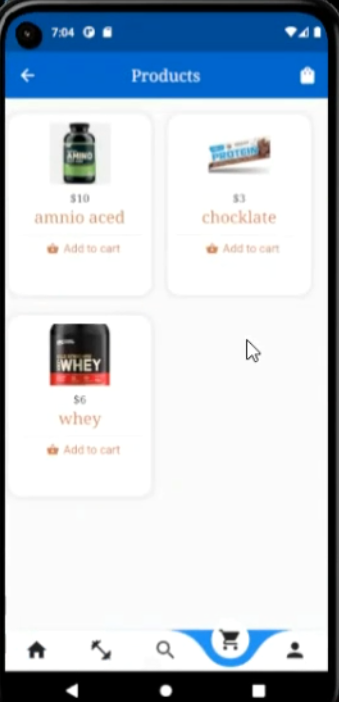 7:04
Products
AMINO
PROTEIN
$10
$3
amnio aced
chocklate
Add to cart
Add to cart
WHEY
$6
whey
Add to cart